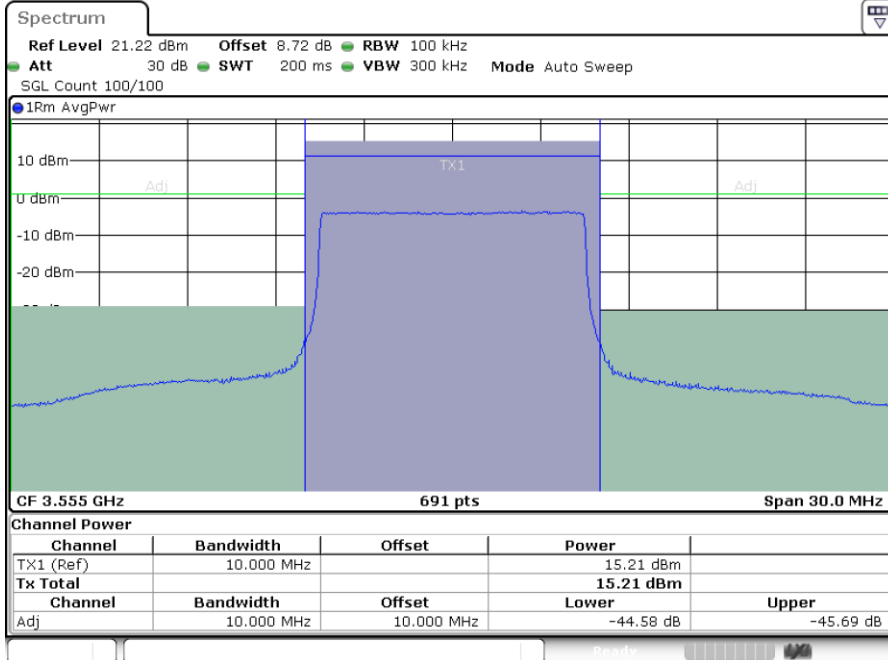 Spectrum
Ref Level 21.22 dBm Offset 8.72 dB RBW 100 kHz
Att 30 dB SWT 200 ms VBW 300 kHz Mode Auto Sweep
SGL Count 100/100
1Rm AvgPwr
10 dBm
TX1
Adj Adj
0 dBm
-10 dBm
-20 dBm
CF 3.555 GHz 691 pts Span 30.0 MHz
Channel Power
Channel Bandwidth Offset Power
TX1 (Ref) 10.000 MHz 15.21 dBm
Tx Total 15.21 dBm
Channel Bandwidth Offset Lower Upper
Adj 10.000 MHz 10.000 MHz -44.58 dB -45.69 dB
Ready